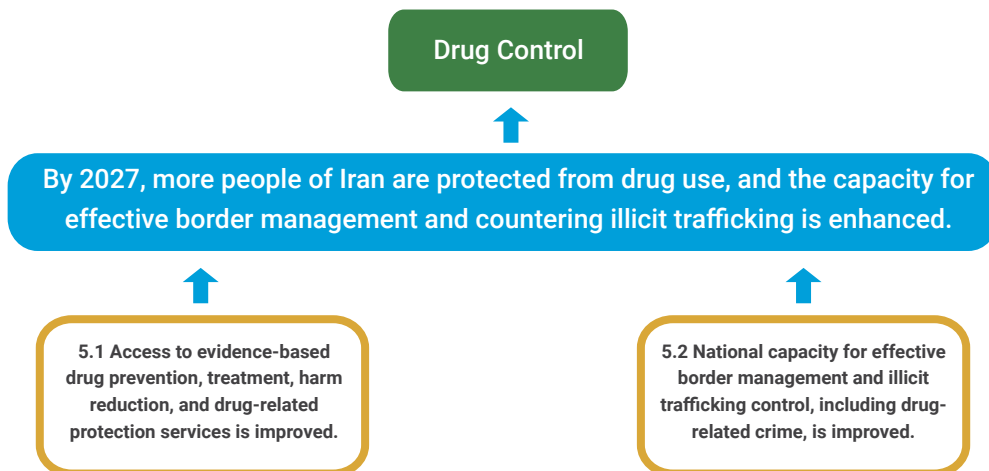 Drug Control
By 2027, more people of Iran are protected from drug use, and the capacity for
effective border management and countering illicit trafficking is enhanced.
5.1 Access to evidence-based
drug prevention, treatment, harm
reduction, and drug-related
protection services is improved.
5.2 National capacity for effective
border management and illicit
trafficking control, including drug-
related crime, is improved.